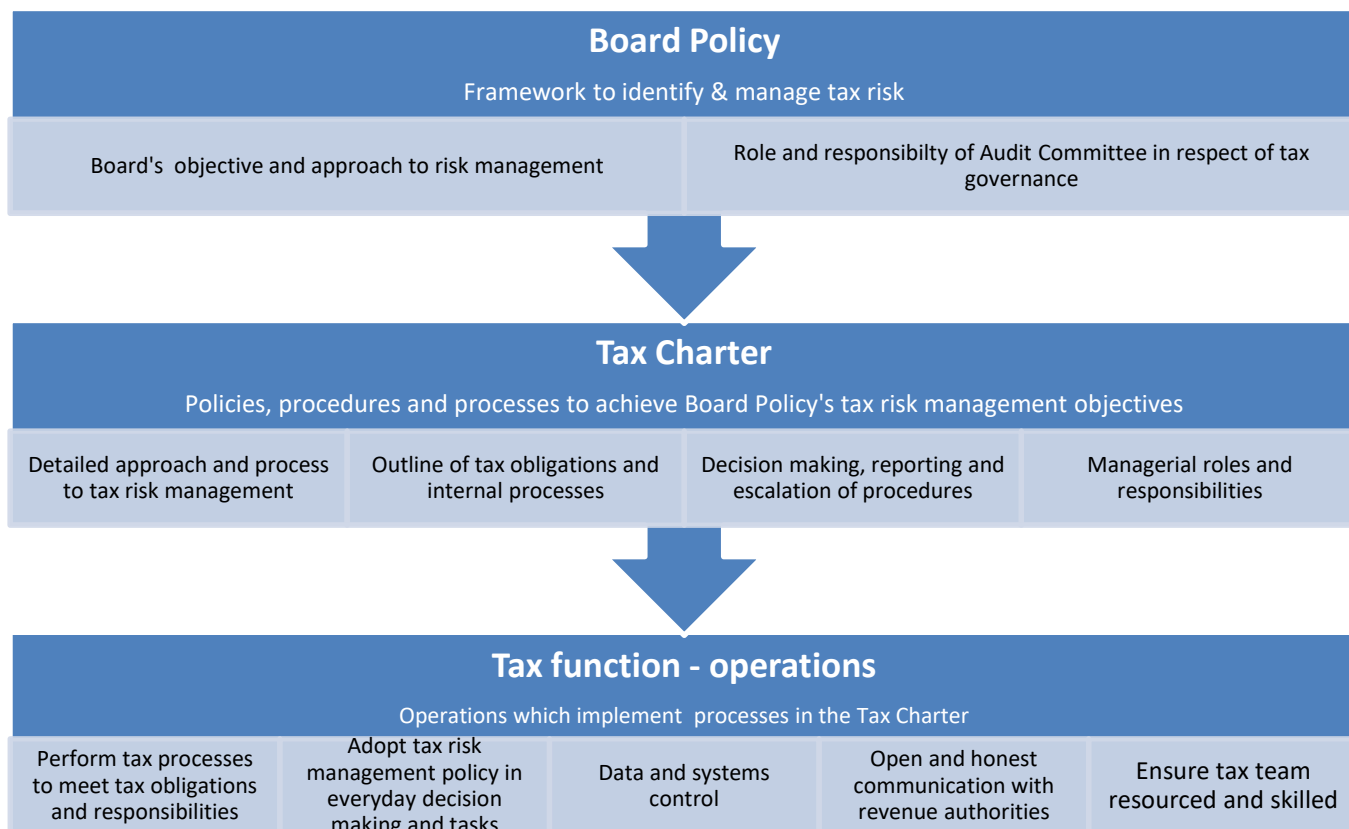 Board Policy
Framework to identify & manage tax risk
Board's  objective and approach to risk management
Role and responsibilty of Audit Committee in respect of tax
governance
Tax Charter
Policies, procedures and processes to achieve Board Policy's tax risk management objectives
Detailed approach and process
to tax risk management
Outline of tax obligations and
internal processes
Decision making, reporting and
escalation of procedures
Managerial roles and
responsibilities
Tax function - operations
Operations which implement  processes in the Tax Charter
Perform tax processes
to meet tax obligations
and responsibilities
Adopt tax risk
management policy in
everyday decision
making and tasks
Data and systems
control
Open and honest
communication with
revenue authorities
Ensure tax team
resourced and skilled